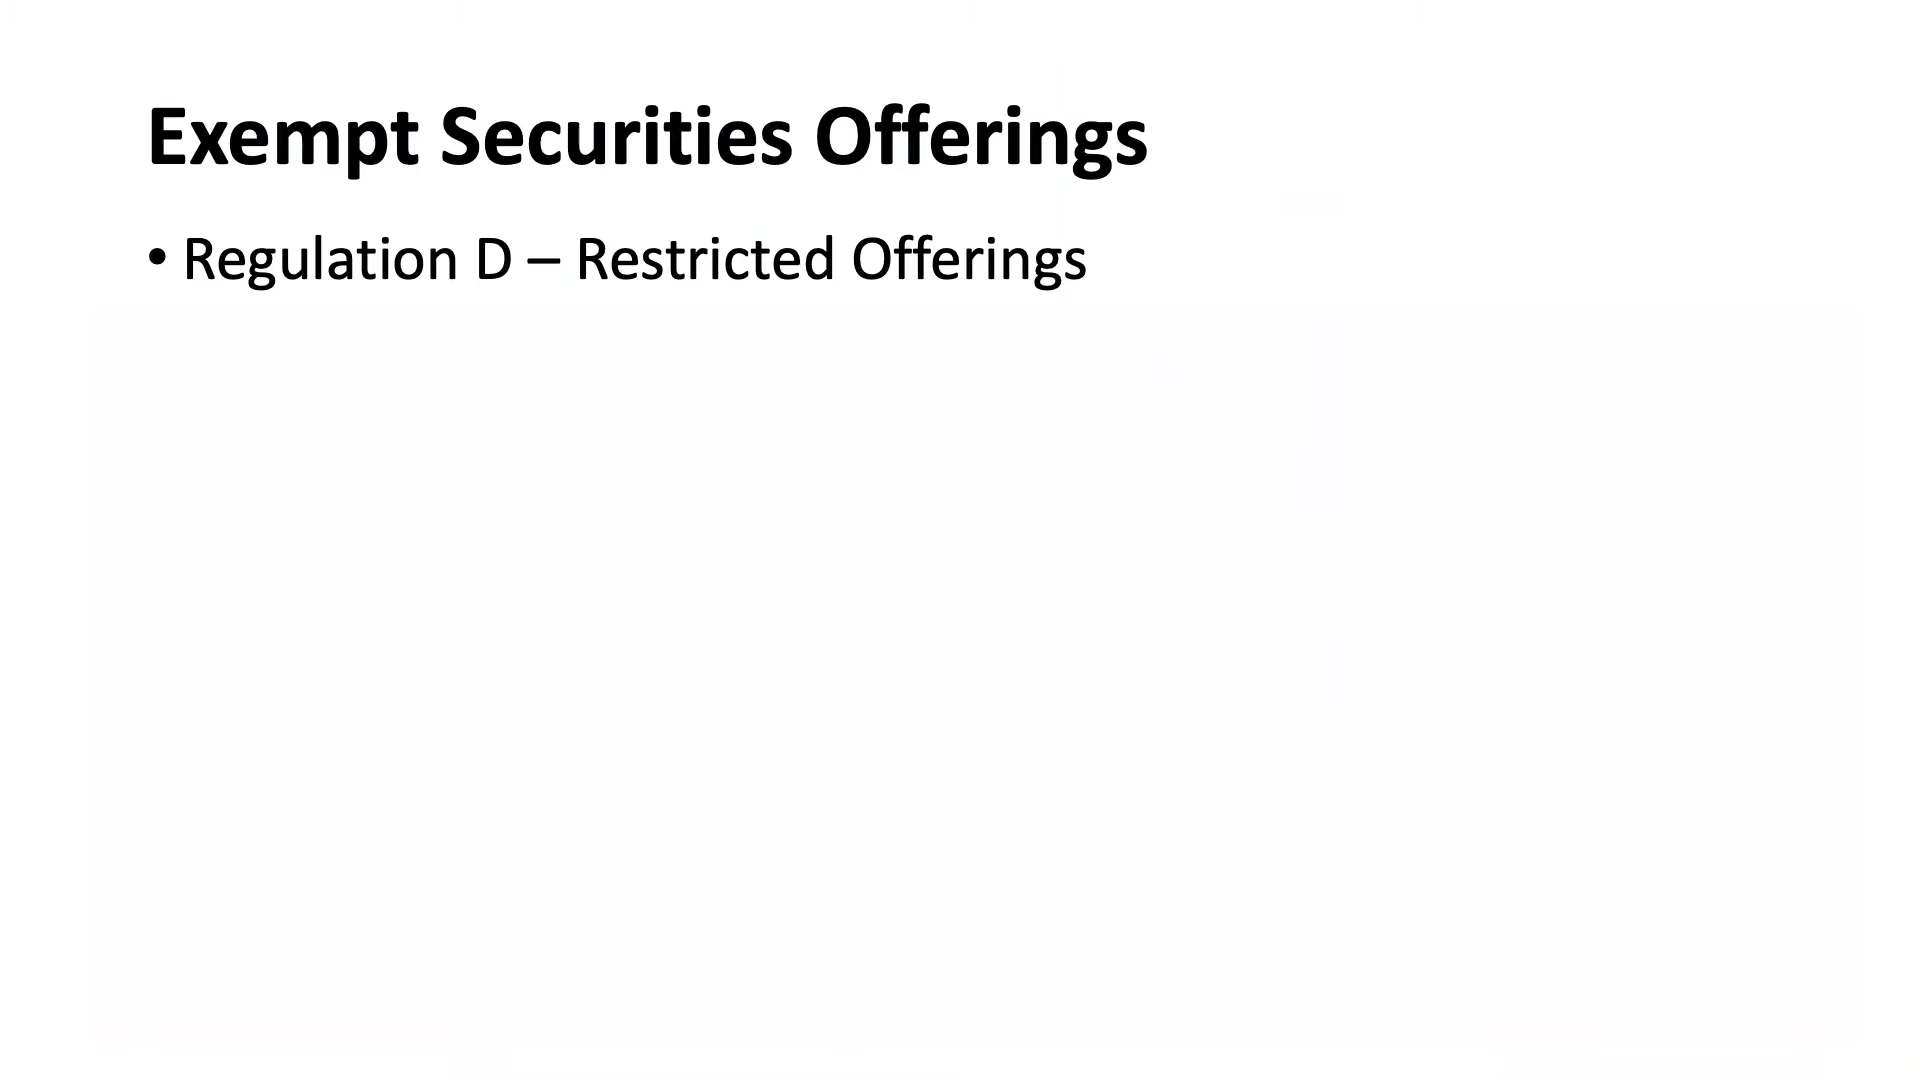 Exempt Securities Offerings
• Regulation D – Restricted Offerings